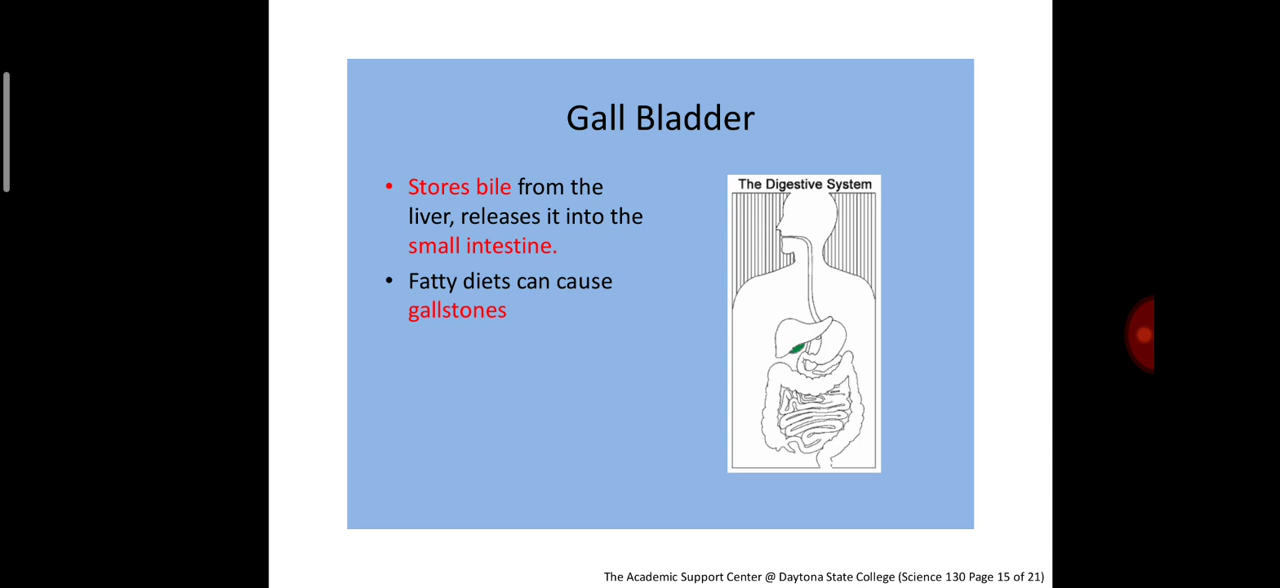 Gall Bladder
• Stores bile from the
liver, releases it into the
small intestine.
• Fatty diets can cause
gallstones
The Digestive System
The Academic Support Center @ Daytona State College (Science 130 Page 15 of 21)